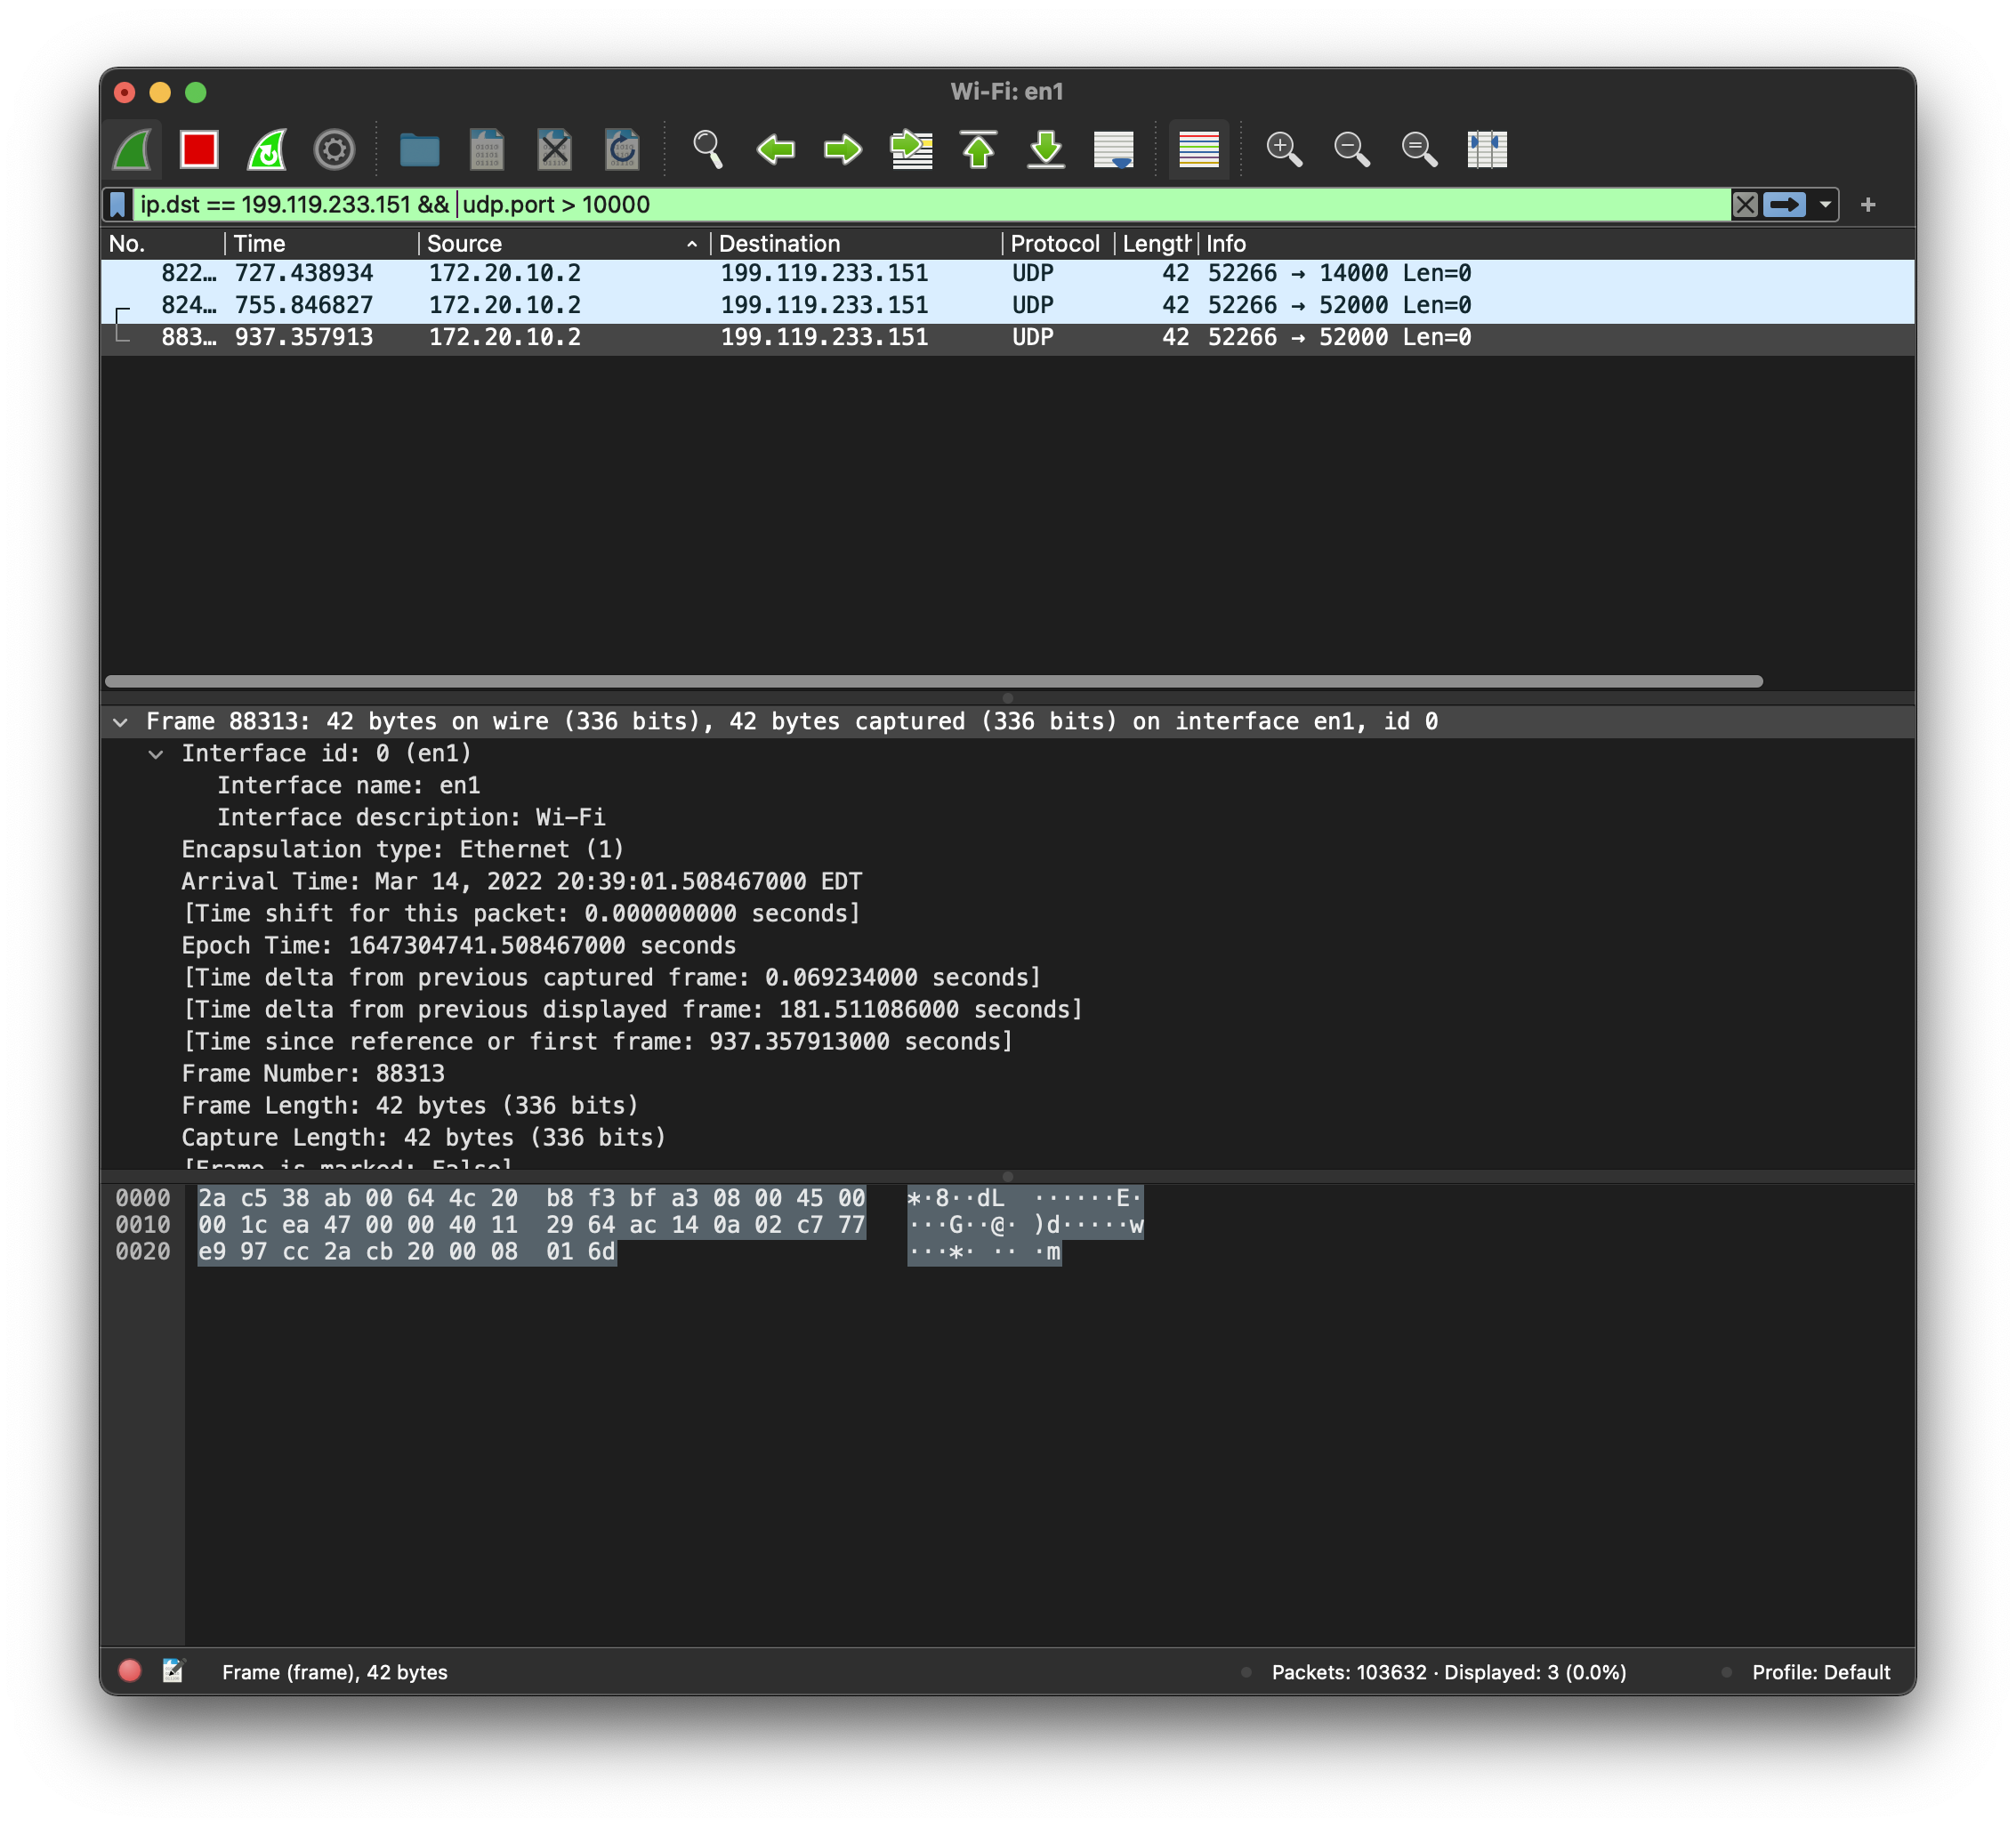 Wi-Fi: en1
ip.dst == 199.119.233.151 && udp.port > 10000
No. Time Source Destination Protocol Length Info
822… 727.438934 172.20.10.2 199.119.233.151 UDP 42 52266 → 14000 Len=0
824… 755.846827 172.20.10.2 199.119.233.151 UDP 42 52266 → 52000 Len=0
883… 937.357913 172.20.10.2 199.119.233.151 UDP 42 52266 → 52000 Len=0
Frame 88313: 42 bytes on wire (336 bits), 42 bytes captured (336 bits) on interface en1, id 0
Interface id: 0 (en1)
Interface name: en1
Interface description: Wi-Fi
Encapsulation type: Ethernet (1)
Arrival Time: Mar 14, 2022 20:39:01.508467000 EDT
[Time shift for this packet: 0.000000000 seconds]
Epoch Time: 1647304741.508467000 seconds
[Time delta from previous captured frame: 0.069234000 seconds]
[Time delta from previous displayed frame: 181.511086000 seconds]
[Time since reference or first frame: 937.357913000 seconds]
Frame Number: 88313
Frame Length: 42 bytes (336 bits)
Capture Length: 42 bytes (336 bits)
[Frame is marked: False]
0000 2a c5 38 ab 00 64 4c 20 b8 f3 bf a3 08 00 45 00 *·8··dL ······E·
0010 00 1c ea 47 00 00 40 11 29 64 ac 14 0a 02 c7 77 ···G··@· )d·····w
0020 e9 97 cc 2a cb 20 00 08 01 6d ···*· ·· ·m
Frame (frame), 42 bytes Packets: 103632 · Displayed: 3 (0.0%) Profile: Default